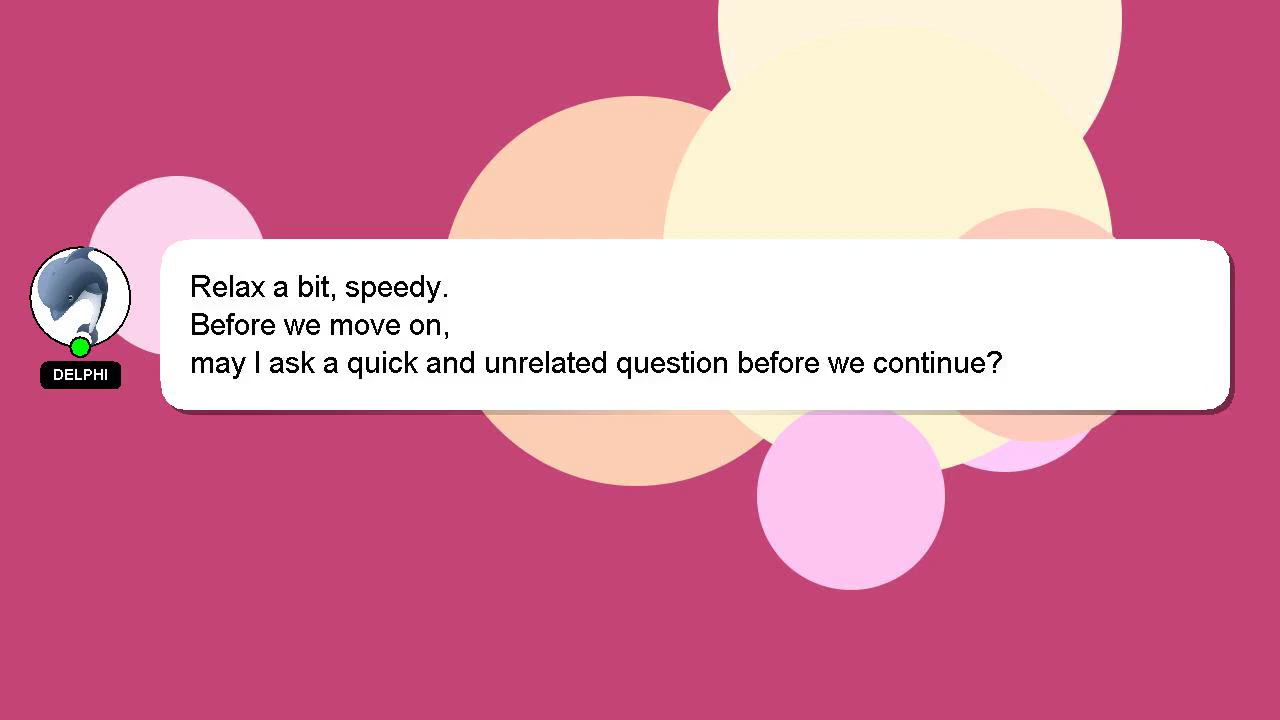 Relax a bit, speedy.
Before we move on,
may I ask a quick and unrelated question before we continue?
DELPHI